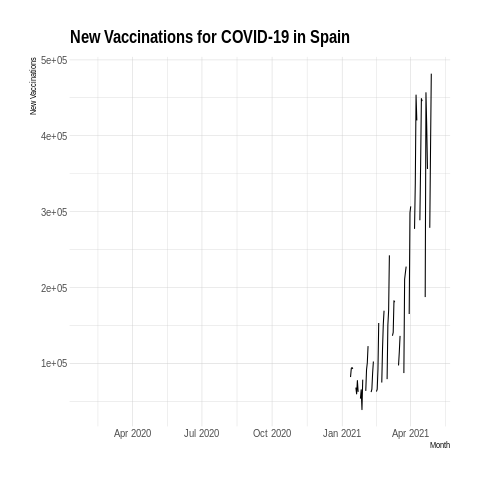 New Vaccinations for COVID-19 in Spain
New Vaccinations
5e+05
4e+05
3e+05
2e+05
1e+05
Apr 2020 Jul 2020 Oct 2020 Jan 2021 Apr 2021
Month